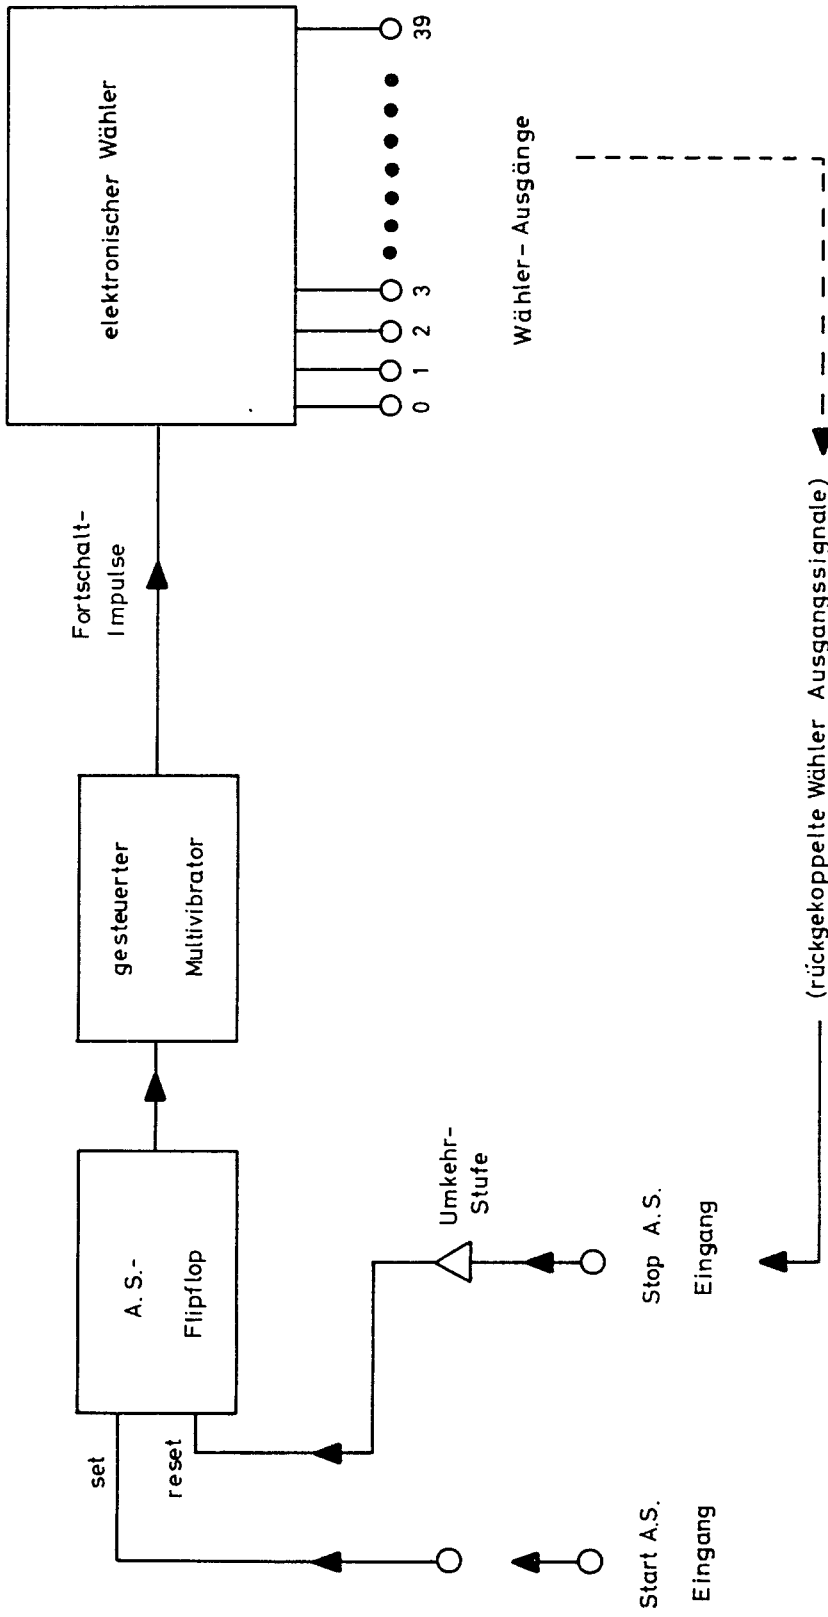 set
reset
A.S.-
Flipflop
gesteuerter
Multivibrator
Fortschalt-
Impulse
elektronischer Wähler
0 1 2 3 39
Wähler-Ausgänge
Umkehr-
Stufe
Start A.S.
Eingang
Stop A.S.
Eingang
(rückgekoppelte Wähler Ausgangssignale)